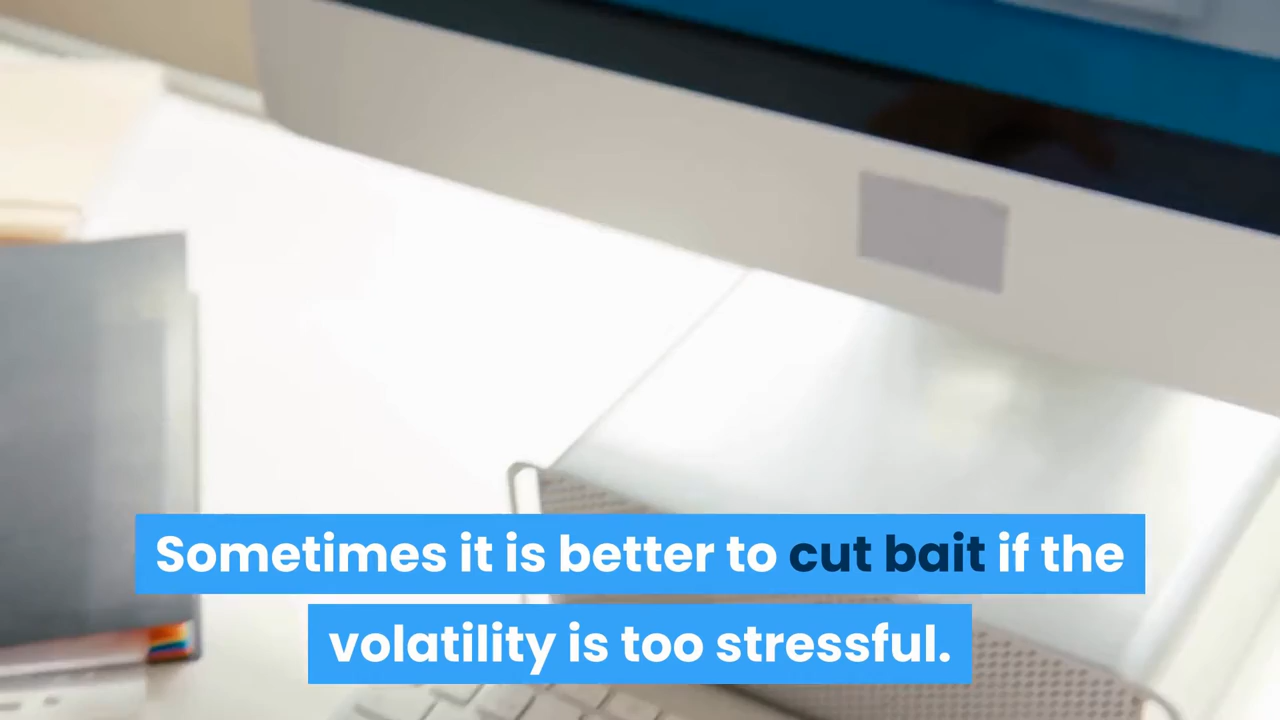 Sometimes it is better to cut bait if the
volatility is too stressful.